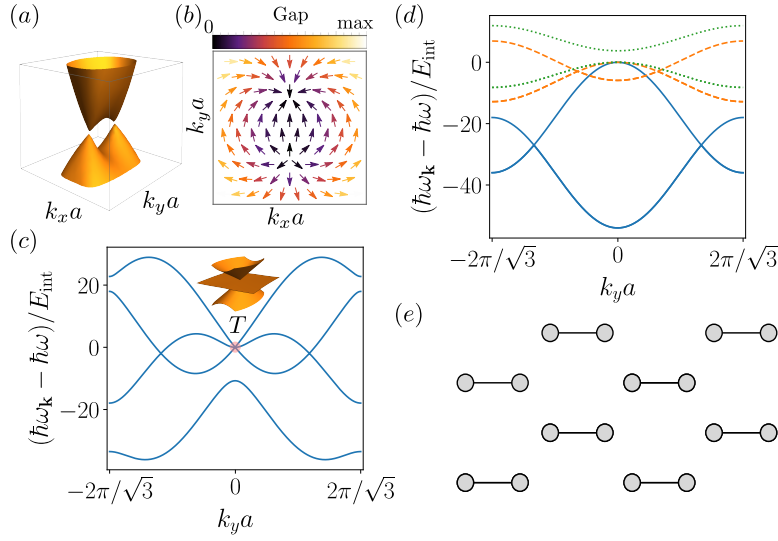 (a)
k_x a
k_y a
(b)
Gap
0
max
k_y a
k_x a
(c)
(ħω_k − ħω)/E_int
20
0
−20
T
−2π/√3
0
2π/√3
k_y a
(d)
(ħω_k − ħω)/E_int
0
−20
−40
−2π/√3
0
2π/√3
k_y a
(e)